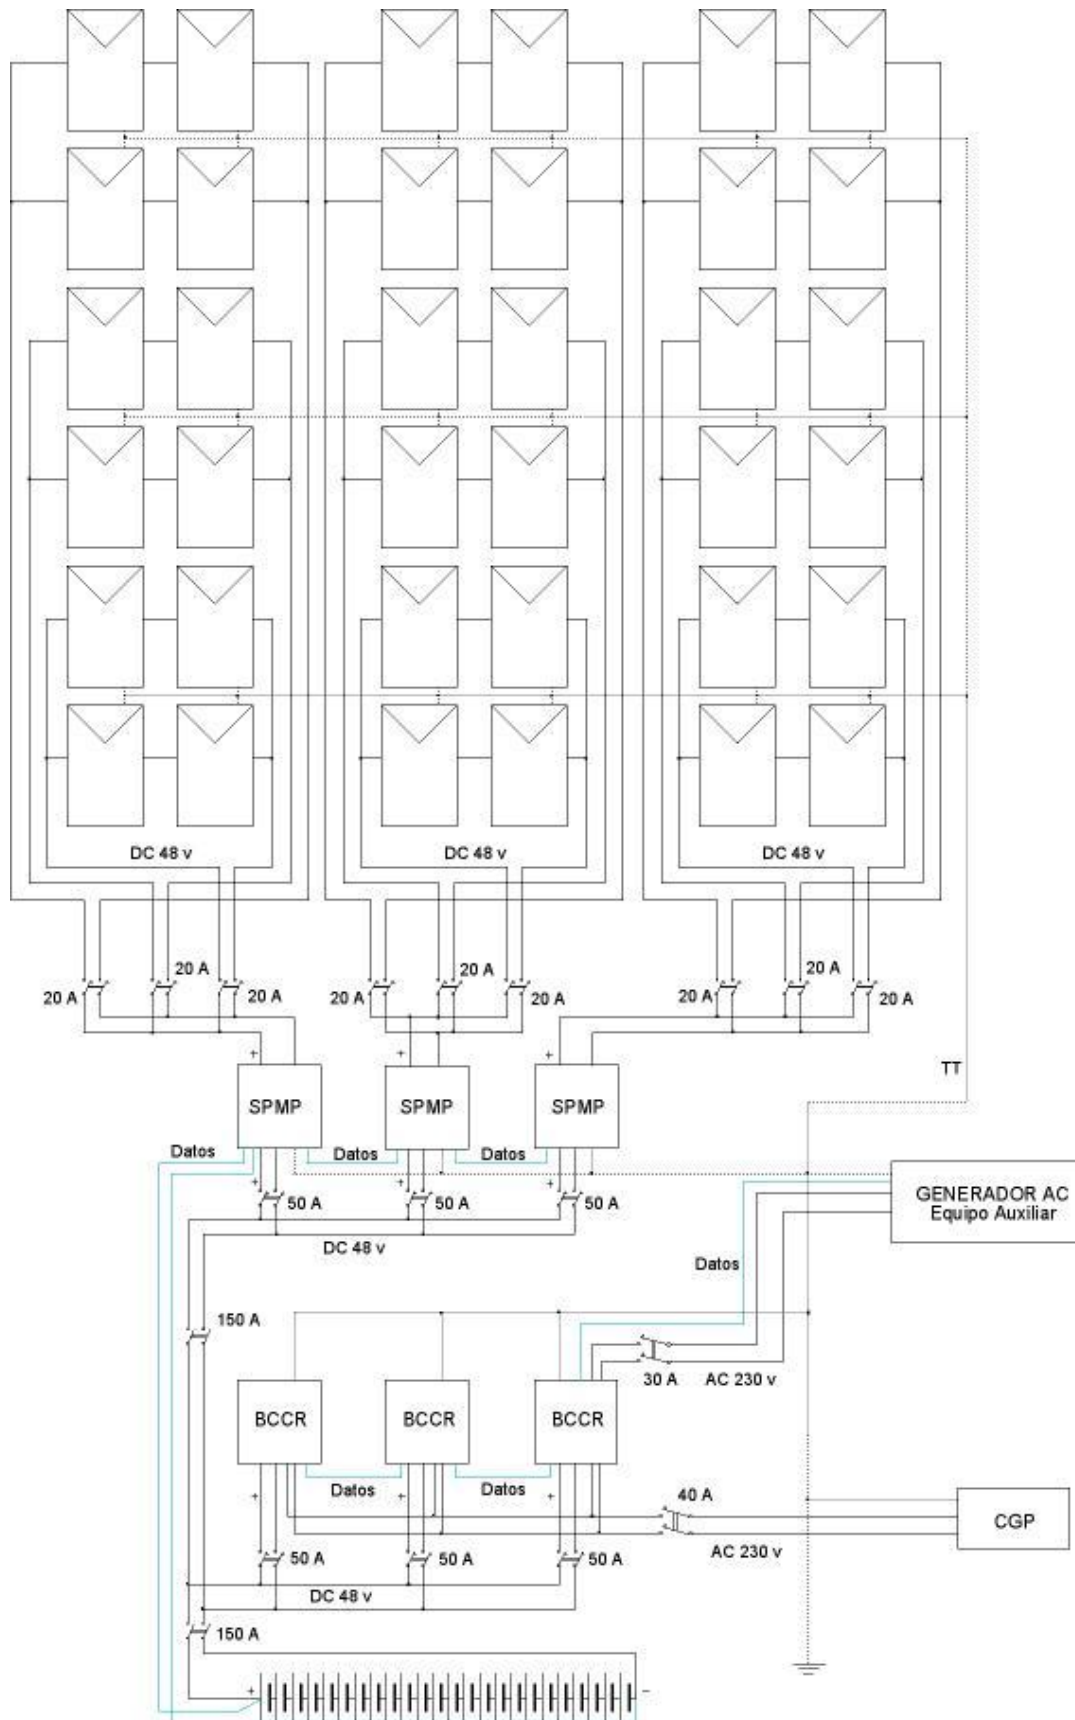 DC 48 v
DC 48 v
DC 48 v
20 A
20 A
20 A
20 A
20 A
20 A
20 A
20 A
20 A
+
+
+
TT
SPMP
SPMP
SPMP
Datos
Datos
Datos
+
+
+
50 A
50 A
50 A
DC 48 v
GENERADOR AC
Equipo Auxiliar
Datos
150 A
30 A
AC 230 v
BCCR
BCCR
BCCR
Datos
Datos
+
+
+
40 A
CGP
AC 230 v
50 A
50 A
50 A
DC 48 v
150 A
+
-